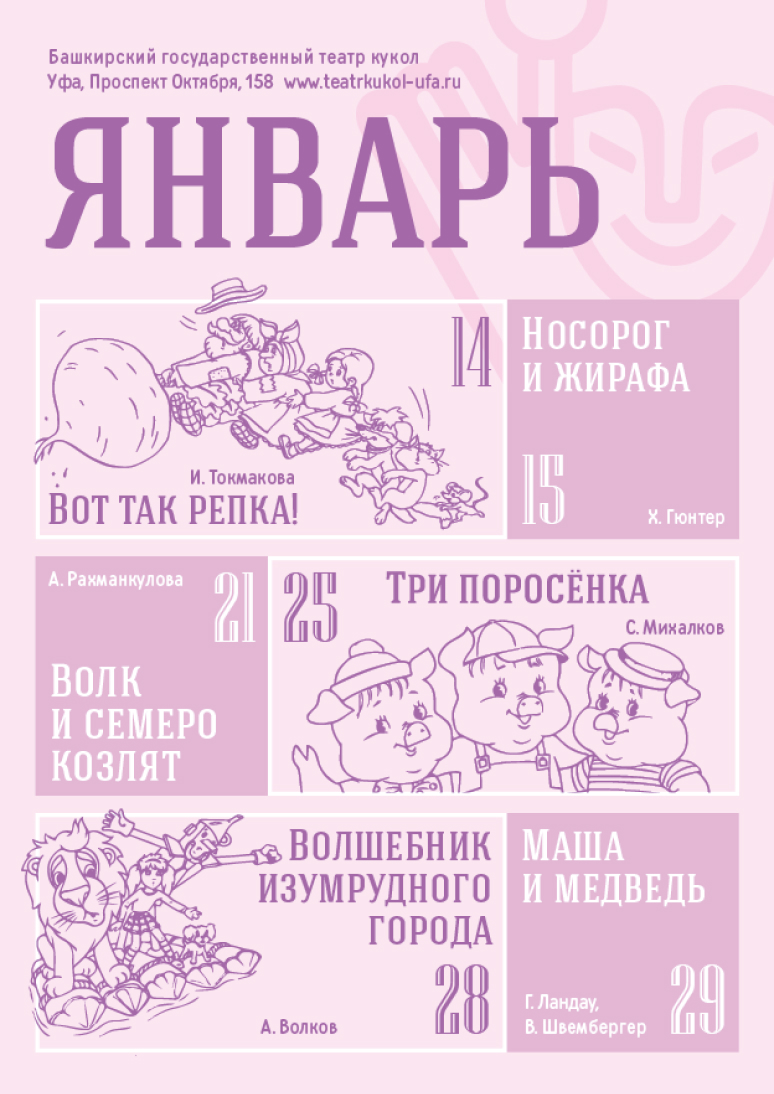 Башкирский государственный театр кукол
Уфа, Проспект Октября, 158 www.teatrkukol-ufa.ru
ЯНВАРЬ
14
И. Токмакова
Вот так репка!
Носорог
и жирафа
15
Х. Гюнтер
А. Рахманкулова
21
Волк
и семеро
козлят
25
Три поросёнка
С. Михалков
Волшебник
изумрудного
города
28
А. Волков
Маша
и медведь
Г. Ландау,
В. Швембергер
29